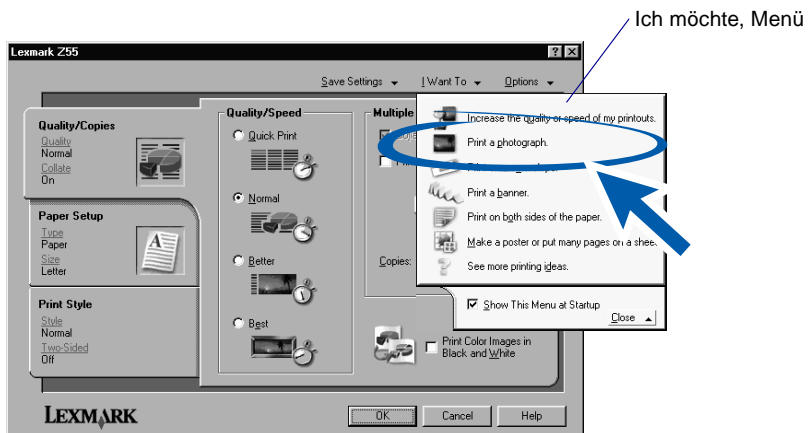 Ich möchte, Menü
Lexmark Z55
Save Settings
I Want To
Options
Quality/Copies
Quality
Normal
Collate
On
Paper Setup
Type
Paper
Size
Letter
Print Style
Style
Normal
Two-Sided
Off
Quality/Speed
Quick Print
Normal
Better
Best
Multiple
Copies:
Print Color Images in
Black and White
Increase the quality or speed of my printouts.
Print a photograph.
Print a banner.
Print on both sides of the paper.
Make a poster or put many pages on a shee
See more printing ideas.
Show This Menu at Startup
Close
LEXMARK
OK
Cancel
Help